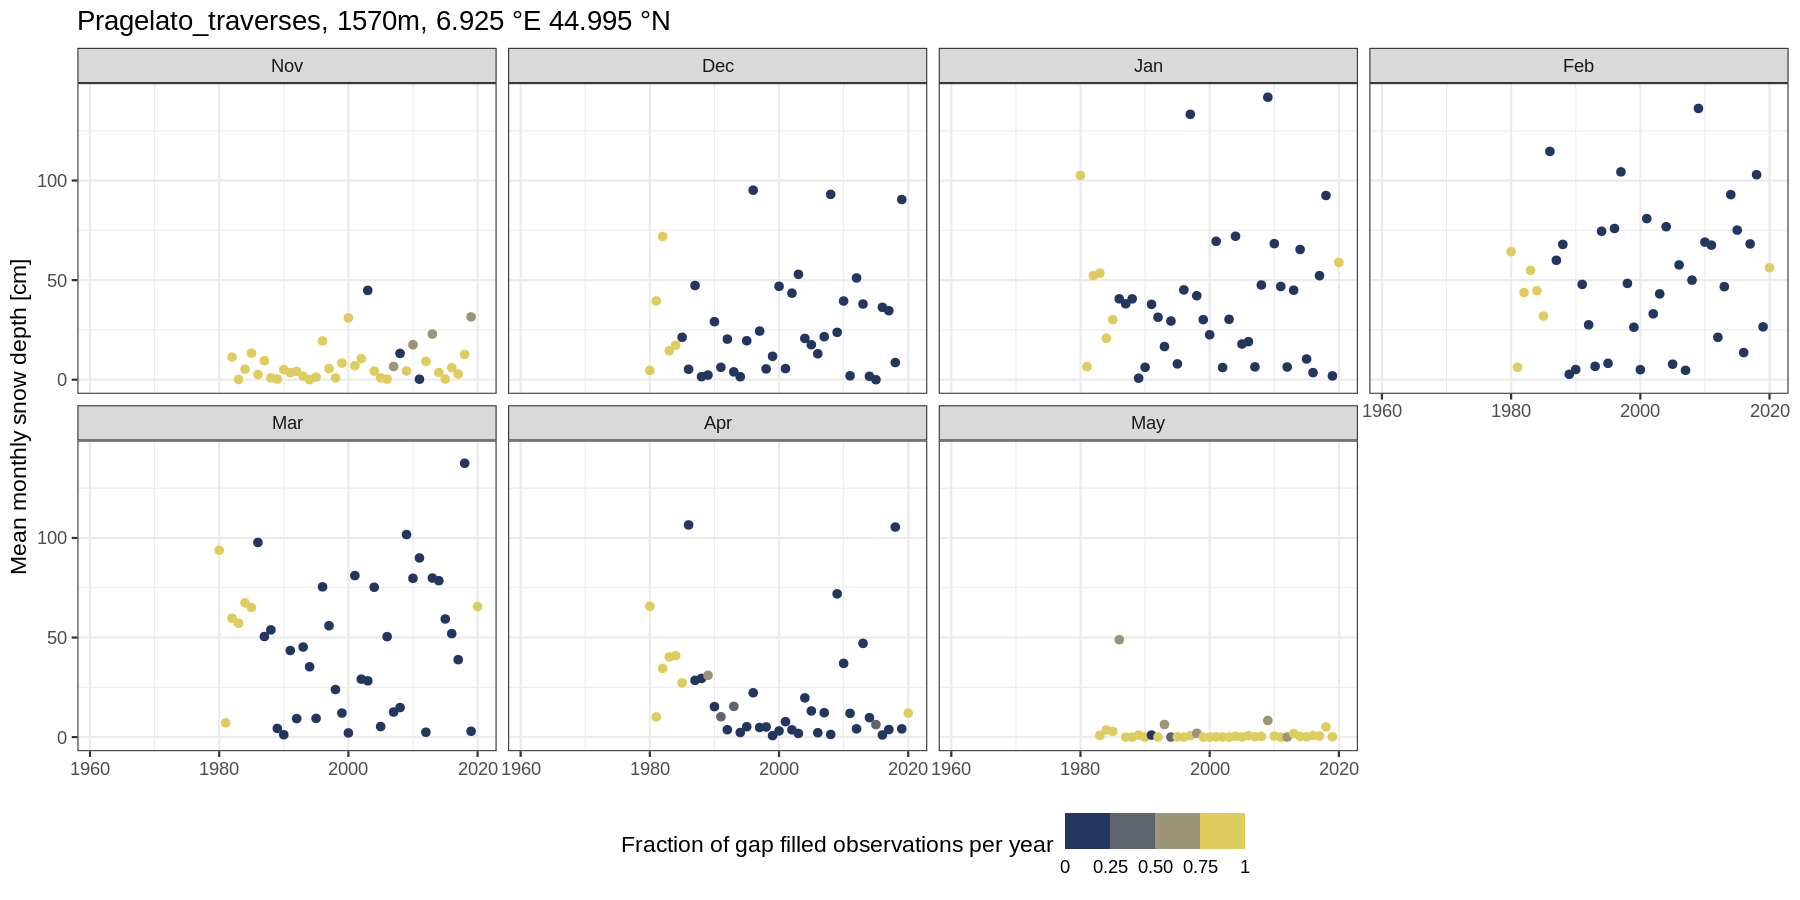 Pragelato_traverses, 1570m, 6.925 °E 44.995 °N
Nov
Dec
Jan
Feb
100
50
0
1960 1980 2000 2020
Mar
Apr
May
100
50
0
1960 1980 2000 2020
1960 1980 2000 2020
1960 1980 2000 2020
Mean monthly snow depth [cm]
Fraction of gap filled observations per year
0 0.25 0.50 0.75 1